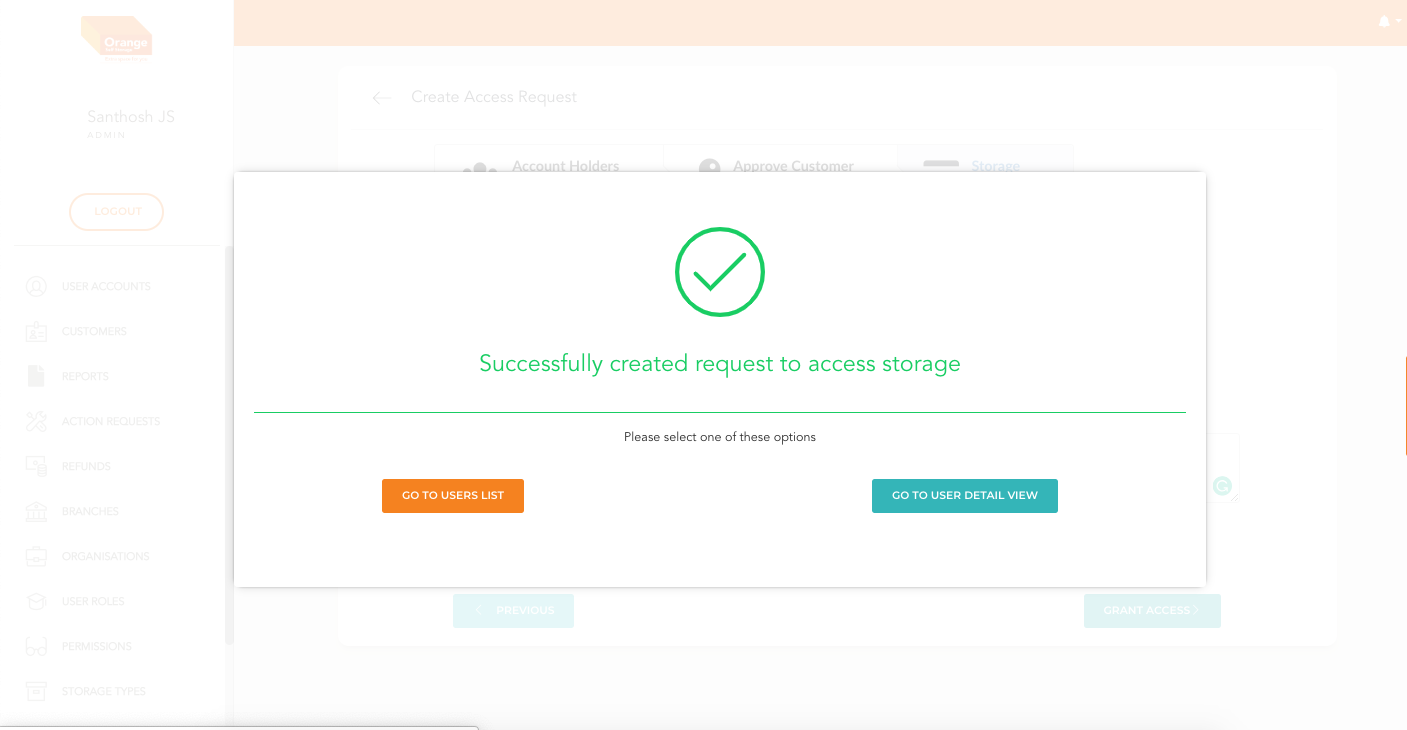 Orange
Santhosh JS
ADMIN
LOGOUT
USER ACCOUNTS
CUSTOMERS
REPORTS
ACTION REQUESTS
REFUNDS
BRANCHES
ORGANISATIONS
USER ROLES
PERMISSIONS
STORAGE TYPES
Create Access Request
Account Holders
Approve Customer
Storage
Successfully created request to access storage
Please select one of these options
GO TO USERS LIST
GO TO USER DETAIL VIEW
PREVIOUS
GRANT ACCESS